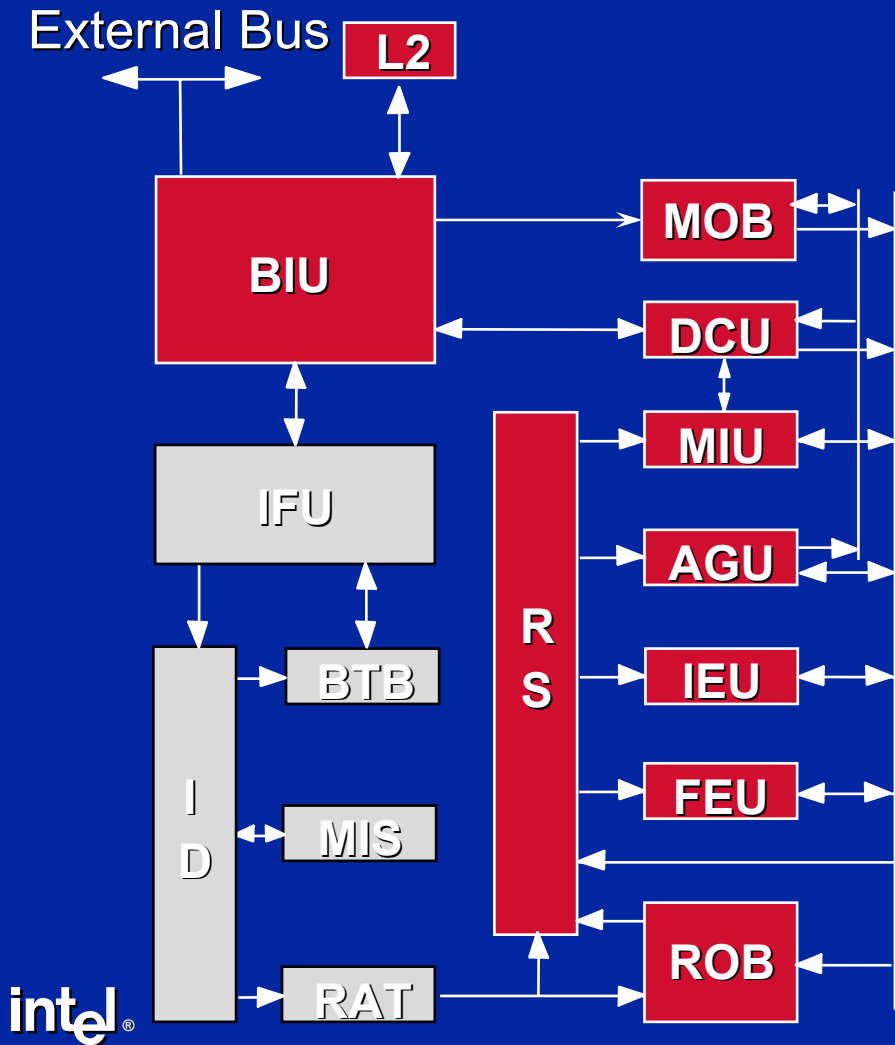 External Bus
L2
BIU
MOB
DCU
MIU
IFU
AGU
R
S
BTB
IEU
I
D
FEU
MIS
ROB
RAT
intel®